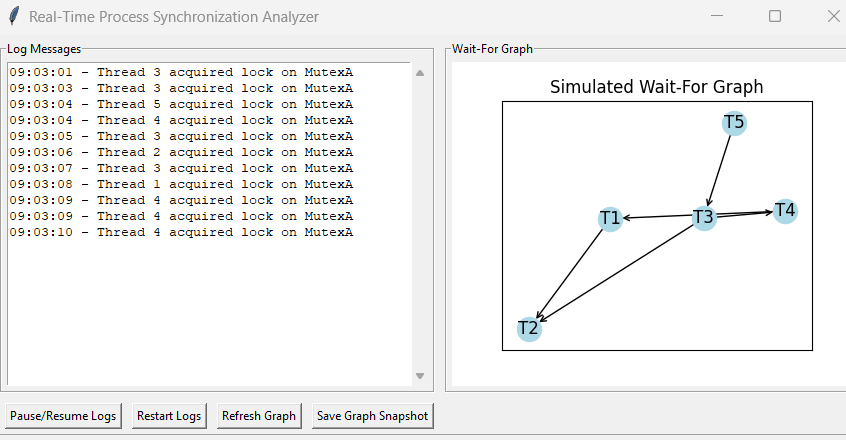 Real-Time Process Synchronization Analyzer
Log Messages
09:03:01 - Thread 3 acquired lock on MutexA
09:03:03 - Thread 3 acquired lock on MutexA
09:03:04 - Thread 5 acquired lock on MutexA
09:03:04 - Thread 4 acquired lock on MutexA
09:03:05 - Thread 3 acquired lock on MutexA
09:03:06 - Thread 2 acquired lock on MutexA
09:03:07 - Thread 3 acquired lock on MutexA
09:03:08 - Thread 1 acquired lock on MutexA
09:03:09 - Thread 4 acquired lock on MutexA
09:03:09 - Thread 4 acquired lock on MutexA
09:03:10 - Thread 4 acquired lock on MutexA
Wait-For Graph
Simulated Wait-For Graph
T5
T1
T3
T4
T2
Pause/Resume Logs
Restart Logs
Refresh Graph
Save Graph Snapshot